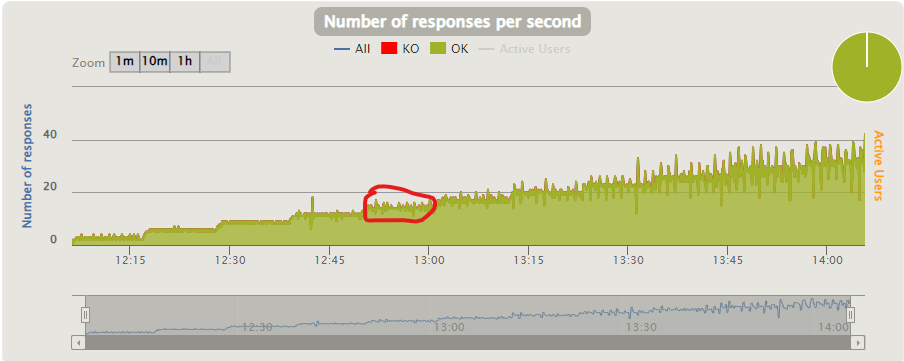 Number of responses per second
All KO OK Active Users
Zoom 1m 10m 1h All
Number of responses
40
20
0
Active Users
12:15 12:30 12:45 13:00 13:15 13:30 13:45 14:00
12:30 13:00 13:30 14:00